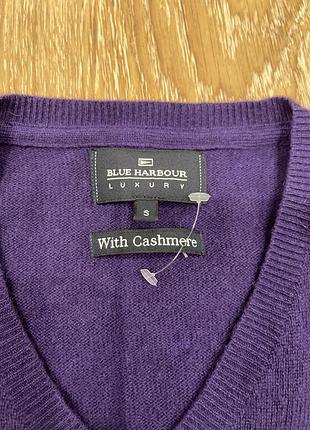 BLUE HARBOUR
LUXURY
S
With Cashmere